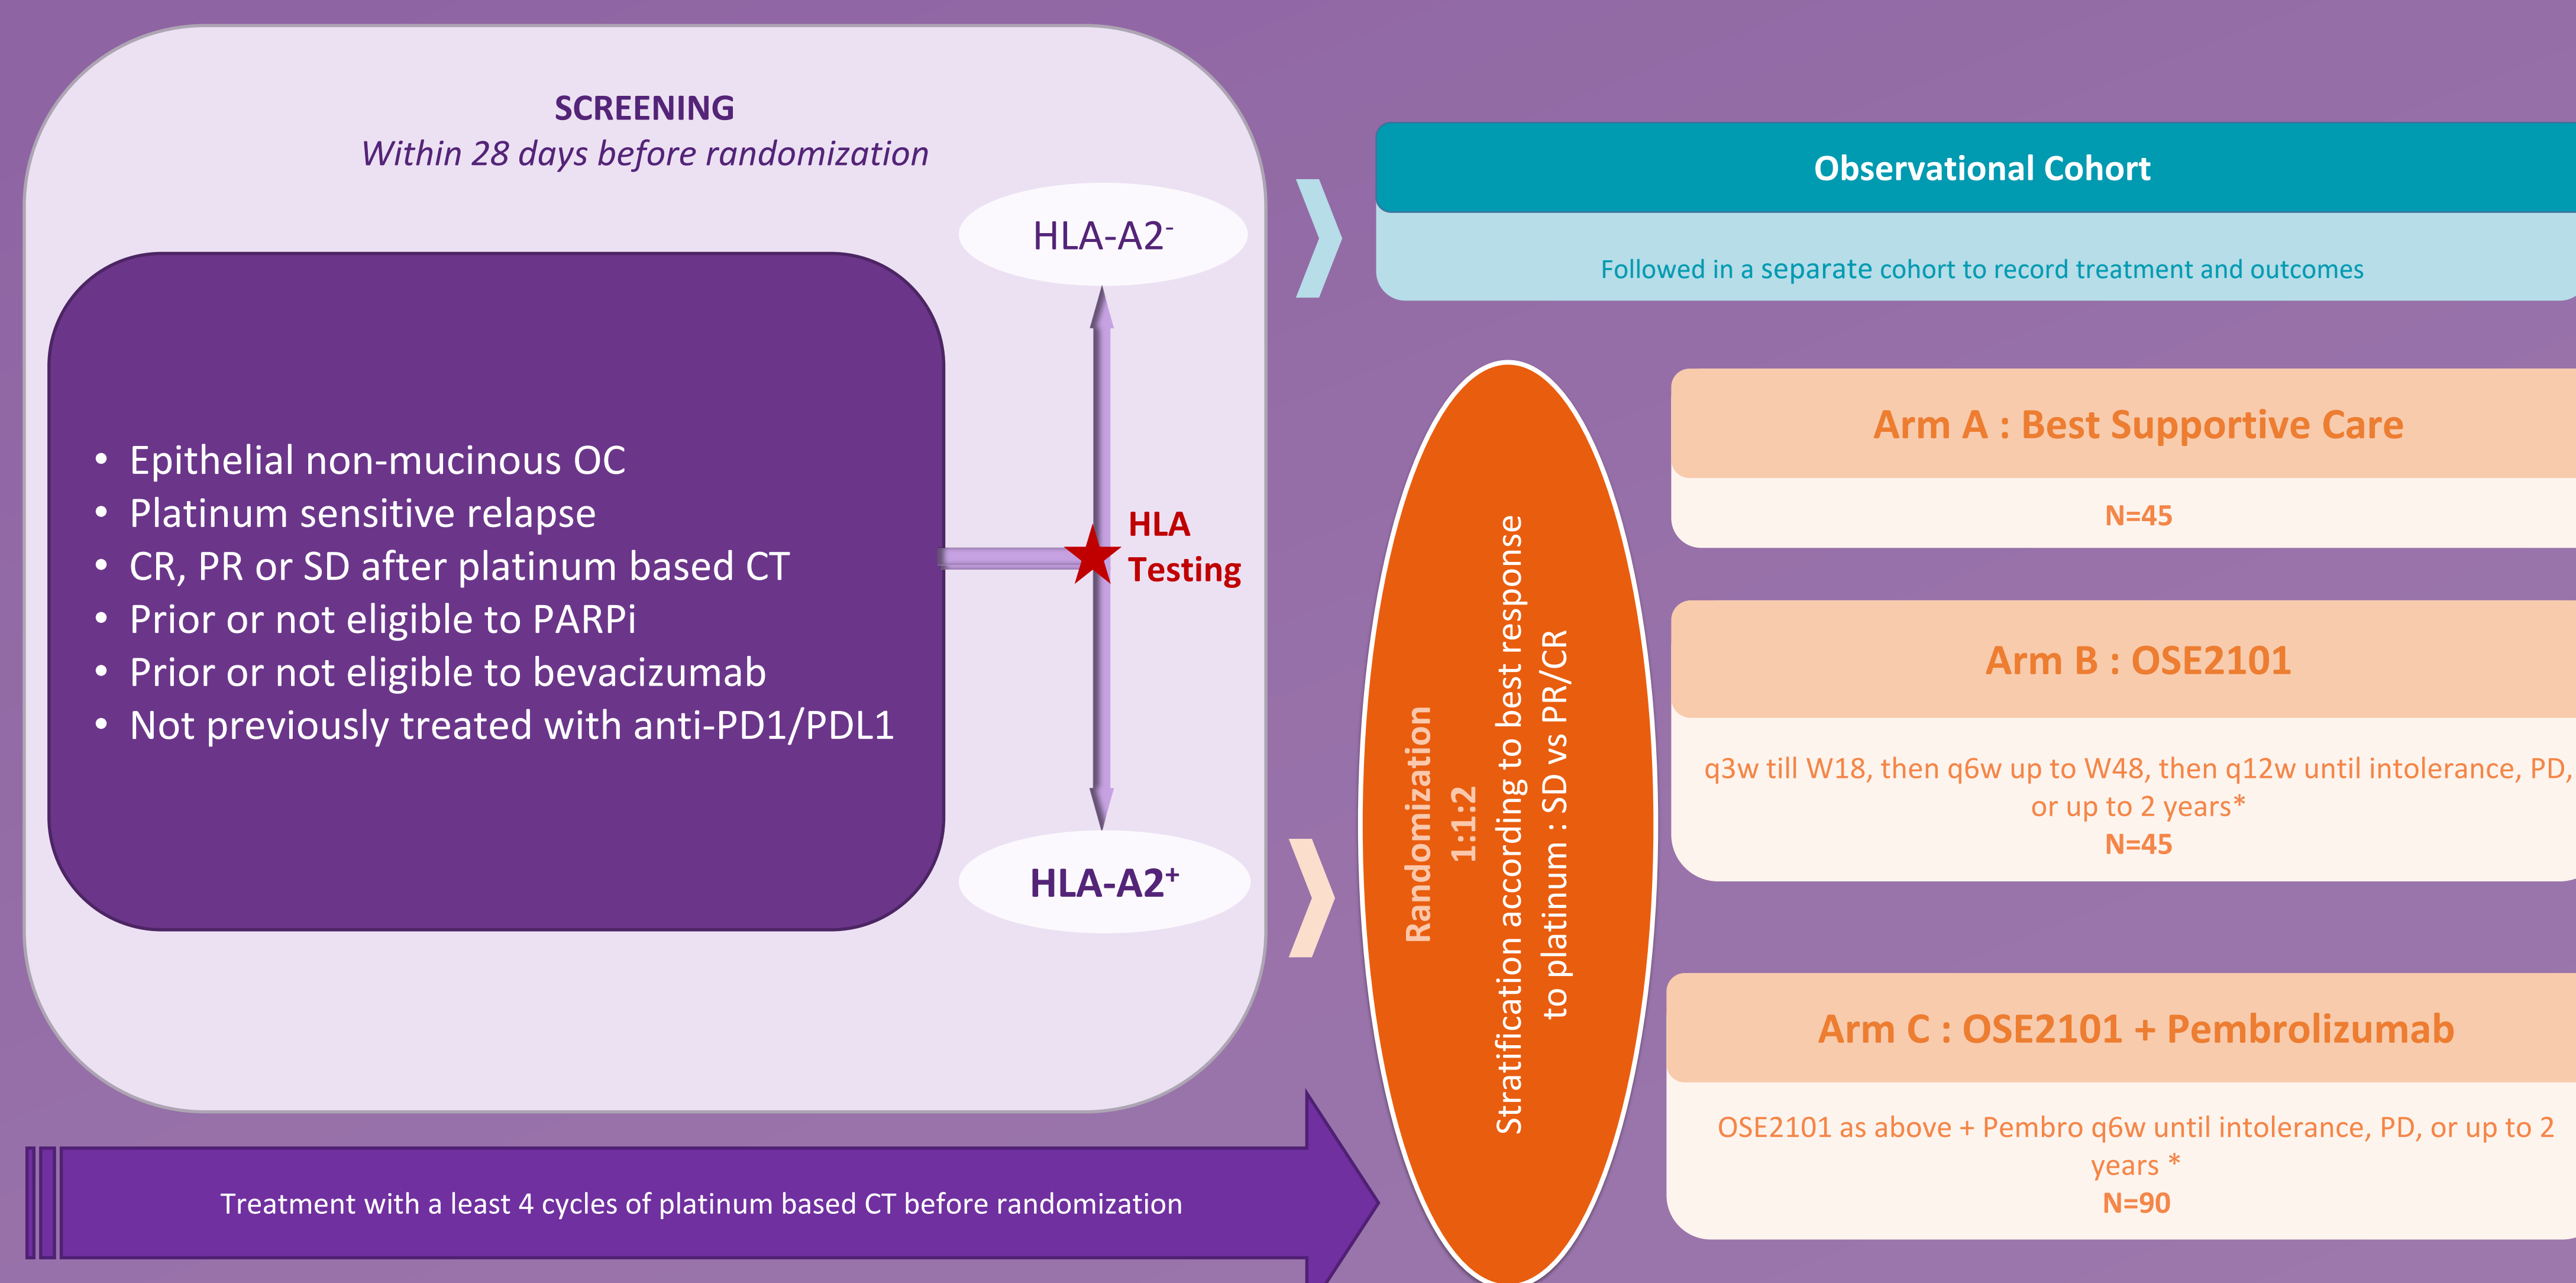 SCREENING
Within 28 days before randomization
HLA-A2⁻
• Epithelial non-mucinous OC
• Platinum sensitive relapse
• CR, PR or SD after platinum based CT
• Prior or not eligible to PARPi
• Prior or not eligible to bevacizumab
• Not previously treated with anti-PD1/PDL1
HLA
Testing
HLA-A2⁺
Treatment with a least 4 cycles of platinum based CT before randomization
Observational Cohort
Followed in a separate cohort to record treatment and outcomes
Randomization
1:1:2
Stratification according to best response
to platinum : SD vs PR/CR
Arm A : Best Supportive Care
N=45
Arm B : OSE2101
q3w till W18, then q6w up to W48, then q12w until intolerance, PD,
or up to 2 years*
N=45
Arm C : OSE2101 + Pembrolizumab
OSE2101 as above + Pembro q6w until intolerance, PD, or up to 2
years *
N=90